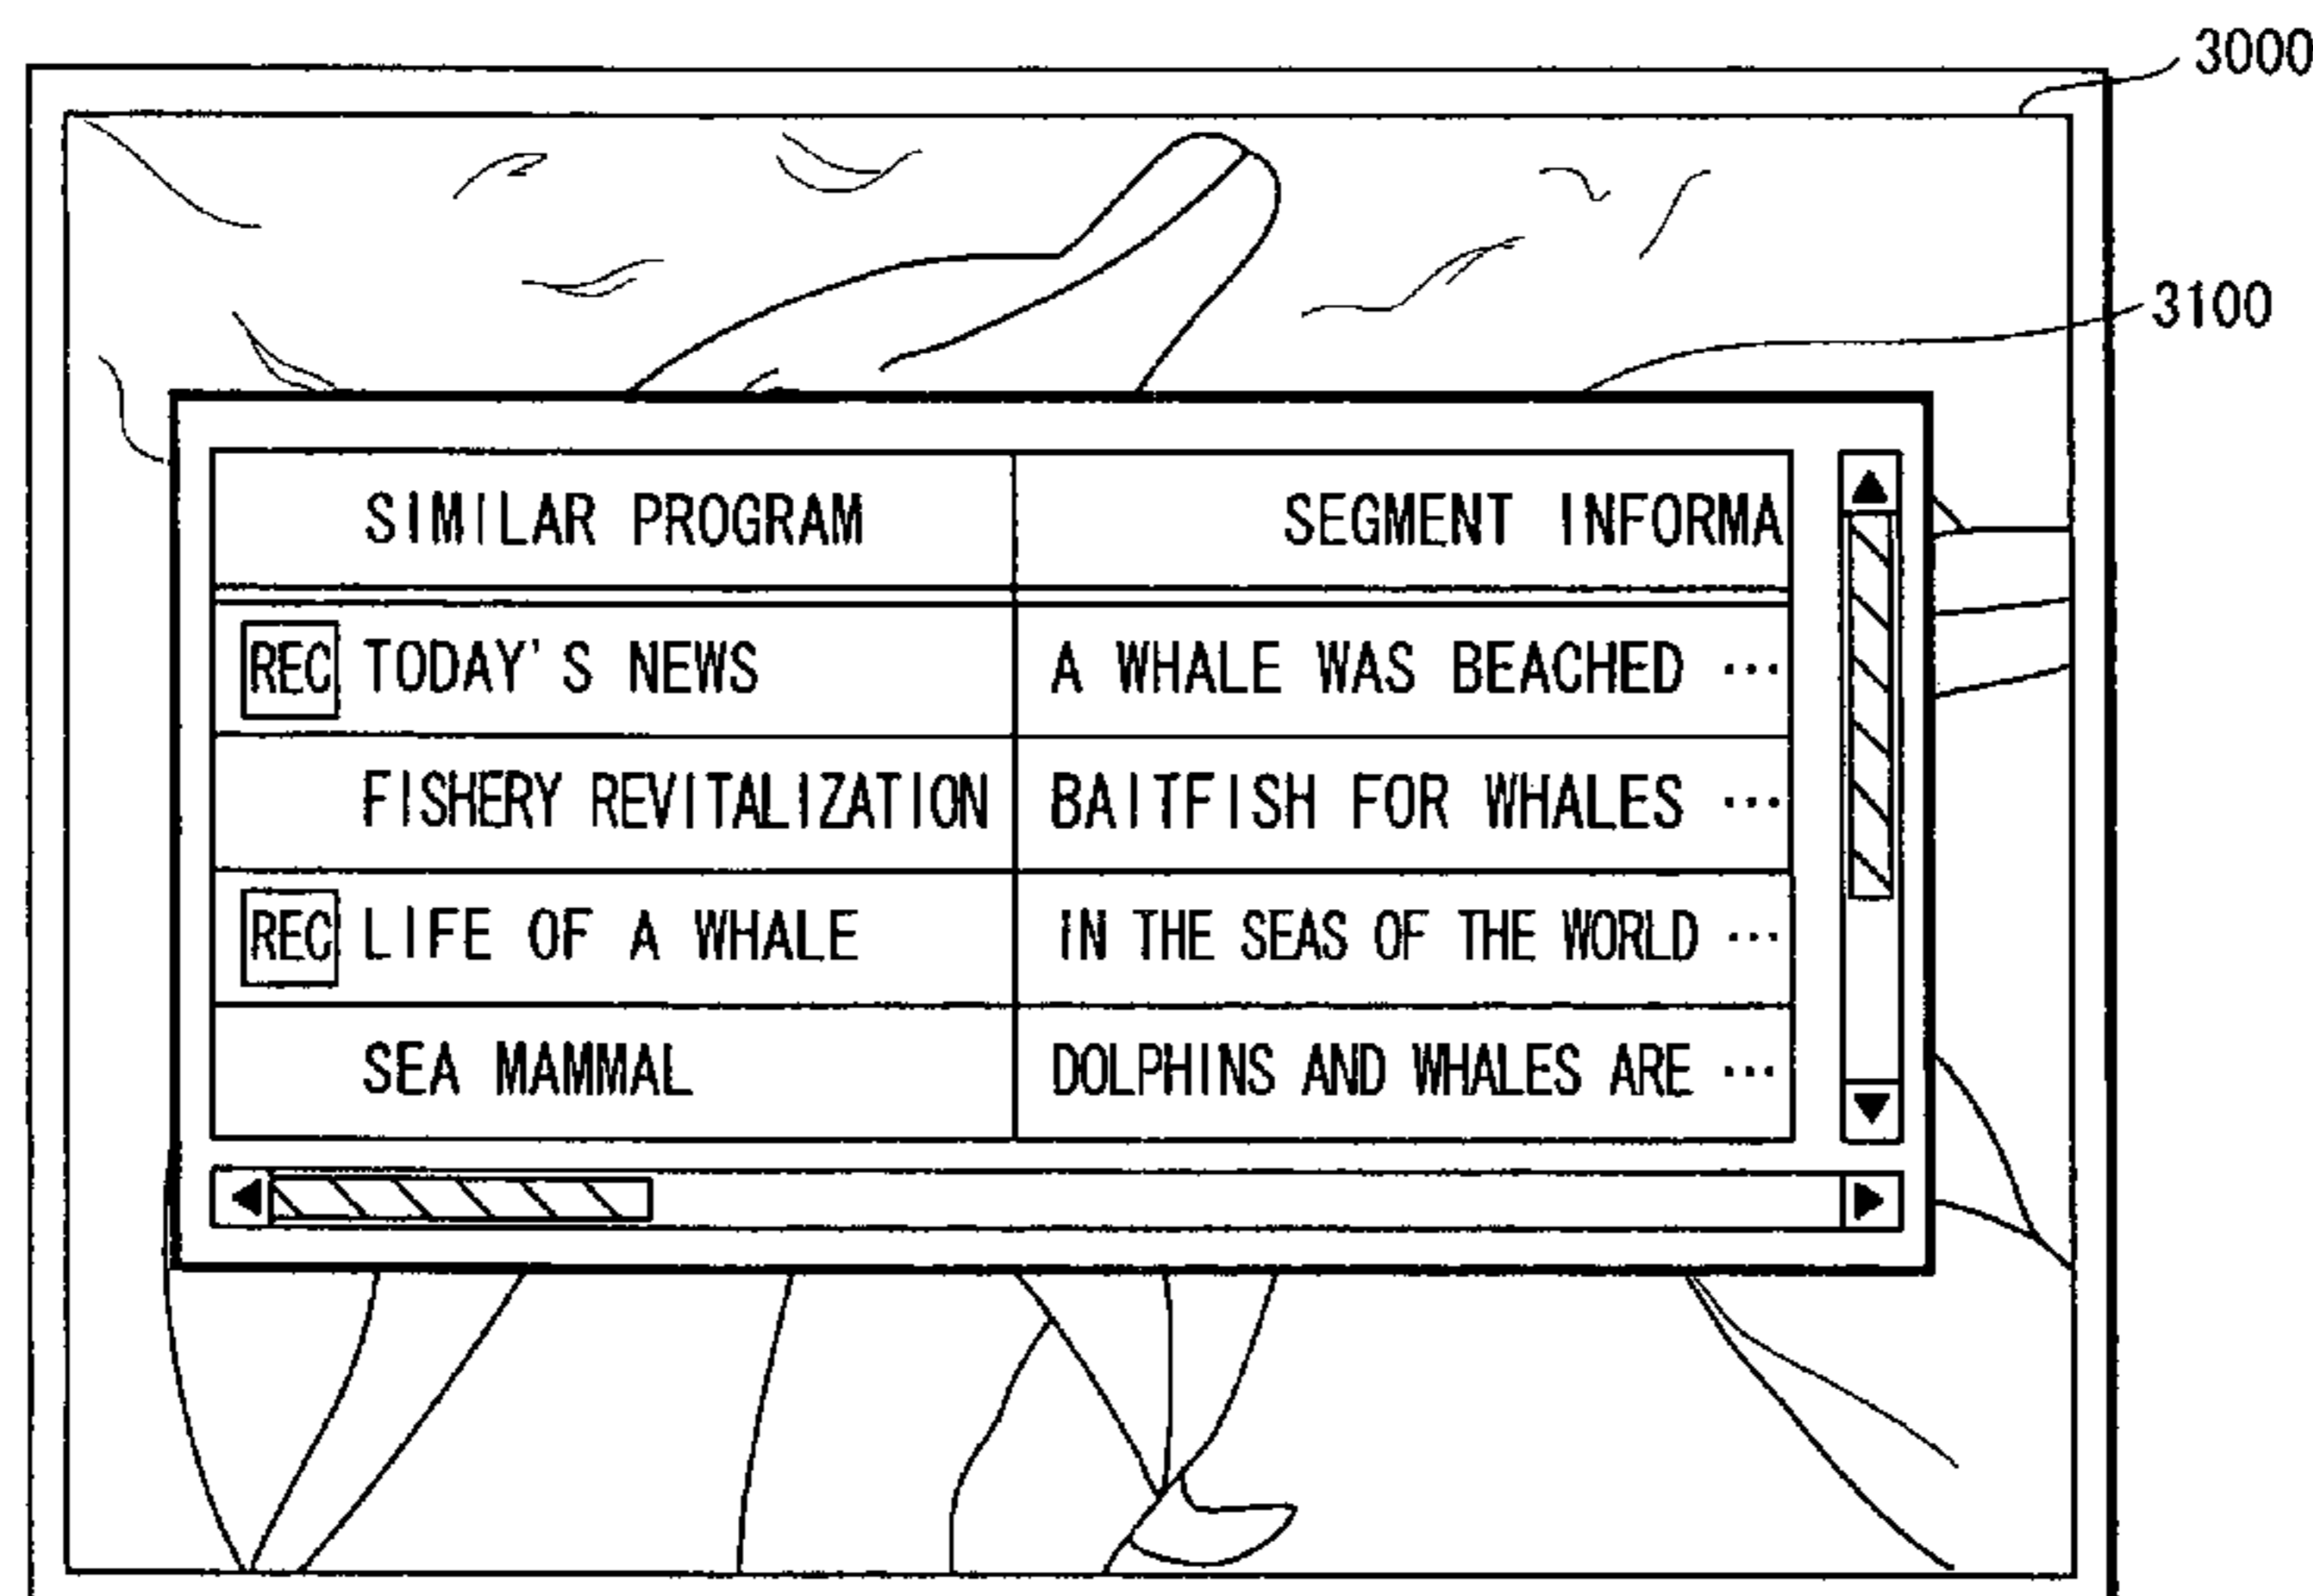 3000
3100
SIMILAR PROGRAM SEGMENT INFORMA
REC TODAY'S NEWS A WHALE WAS BEACHED ...
FISHERY REVITALIZATION BAITFISH FOR WHALES ...
REC LIFE OF A WHALE IN THE SEAS OF THE WORLD ...
SEA MAMMAL DOLPHINS AND WHALES ARE ...